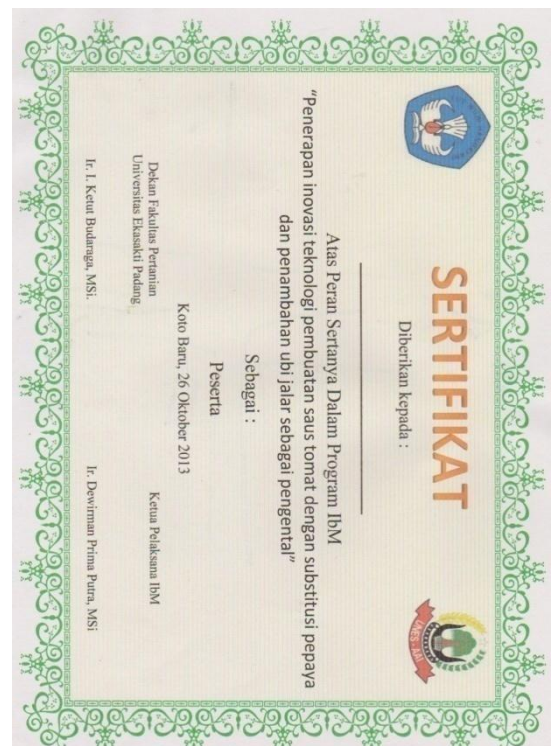 SERTIFIKAT
Diberikan kepada :
Atas Peran Sertanya Dalam Program IbM
"Penerapan inovasi teknologi pembuatan saus tomat dengan substitusi pepaya
dan penambahan ubi jalar sebagai pengental"
Sebagai :
Peserta
Koto Baru, 26 Oktober 2013
Dekan Fakultas Pertanian
Universitas Ekasakti Padang
Ir. I. Ketut Budaraga, MSi.
Ketua Pelaksana IbM
Ir. Dewirman Prima Putra, MSi